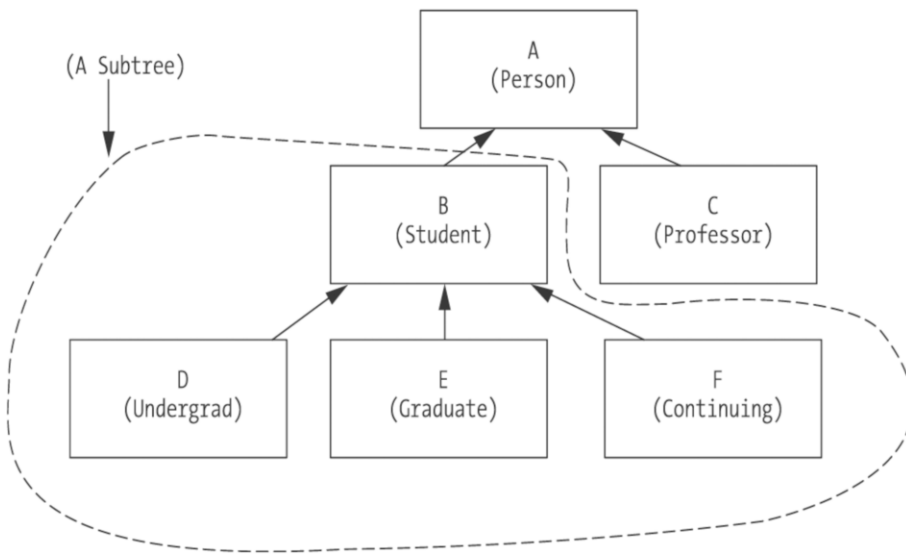 (A Subtree)
A
(Person)
B
(Student)
C
(Professor)
D
(Undergrad)
E
(Graduate)
F
(Continuing)